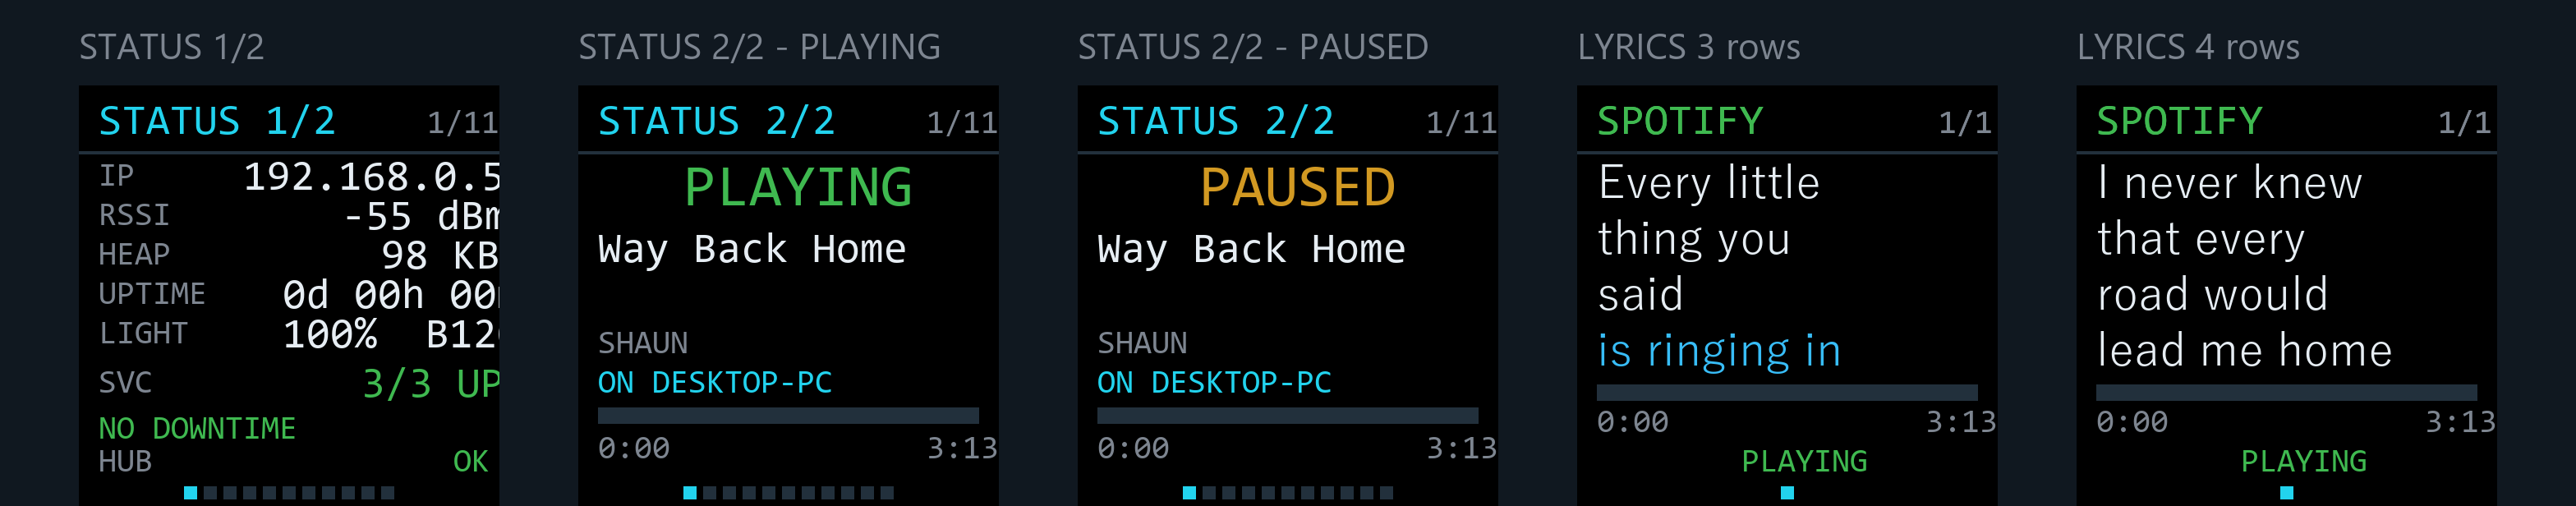 STATUS 1/2
STATUS 1/2 1/11
IP 192.168.0.5
RSSI -55 dBm
HEAP 98 KB
UPTIME 0d 00h 00
LIGHT 100% B12
SVC 3/3 UP
NO DOWNTIME
HUB OK
STATUS 2/2 - PLAYING
STATUS 2/2 1/11
PLAYING
Way Back Home
SHAUN
ON DESKTOP-PC
0:00 3:13
STATUS 2/2 - PAUSED
STATUS 2/2 1/11
PAUSED
Way Back Home
SHAUN
ON DESKTOP-PC
0:00 3:13
LYRICS 3 rows
SPOTIFY 1/1
Every little
thing you
said
is ringing in
0:00 3:13
PLAYING
LYRICS 4 rows
SPOTIFY 1/1
I never knew
that every
road would
lead me home
0:00 3:13
PLAYING